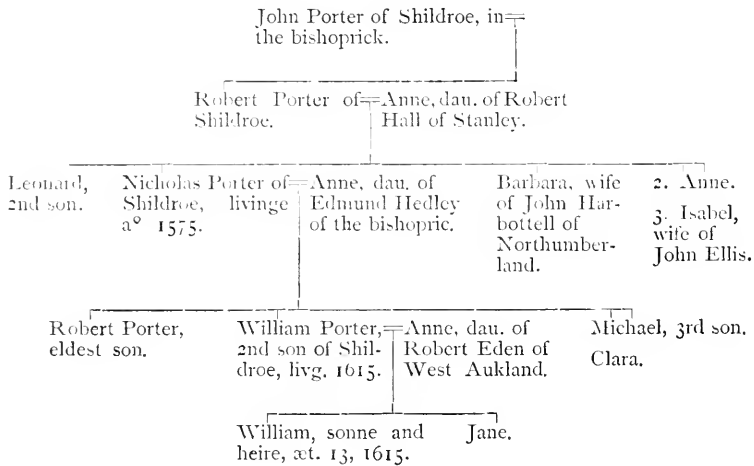 John Porter of Shildroe, in
the bishoprick.
Robert Porter of
Shildroe.
Anne, dau. of Robert
Hall of Stanley.
Leonard,
2nd son.
Nicholas Porter of
Shildroe, livinge
aº 1575.
Anne, dau. of
Edmund Hedley
of the bishopric.
Barbara, wife
of John Har-
bottell of
Northumber-
land.
2. Anne.
3. Isabel,
wife of
John Ellis.
Robert Porter,
eldest son.
William Porter,
2nd son of Shil-
droe, livg. 1615.
Anne, dau. of
Robert Eden of
West Aukland.
Michael, 3rd son.
Clara.
William, sonne and
heire, æt. 13, 1615.
Jane.